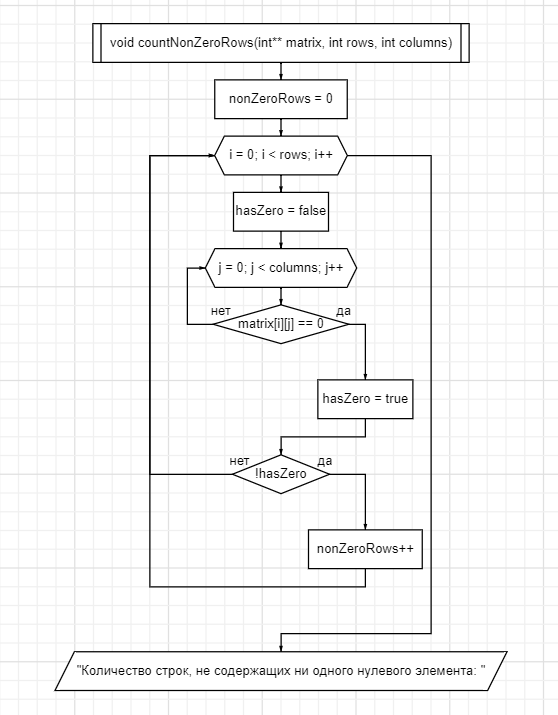 void countNonZeroRows(int** matrix, int rows, int columns)
nonZeroRows = 0
i = 0; i < rows; i++
hasZero = false
j = 0; j < columns; j++
нет
да
matrix[i][j] == 0
hasZero = true
нет
да
!hasZero
nonZeroRows++
"Количество строк, не содержащих ни одного нулевого элемента: "